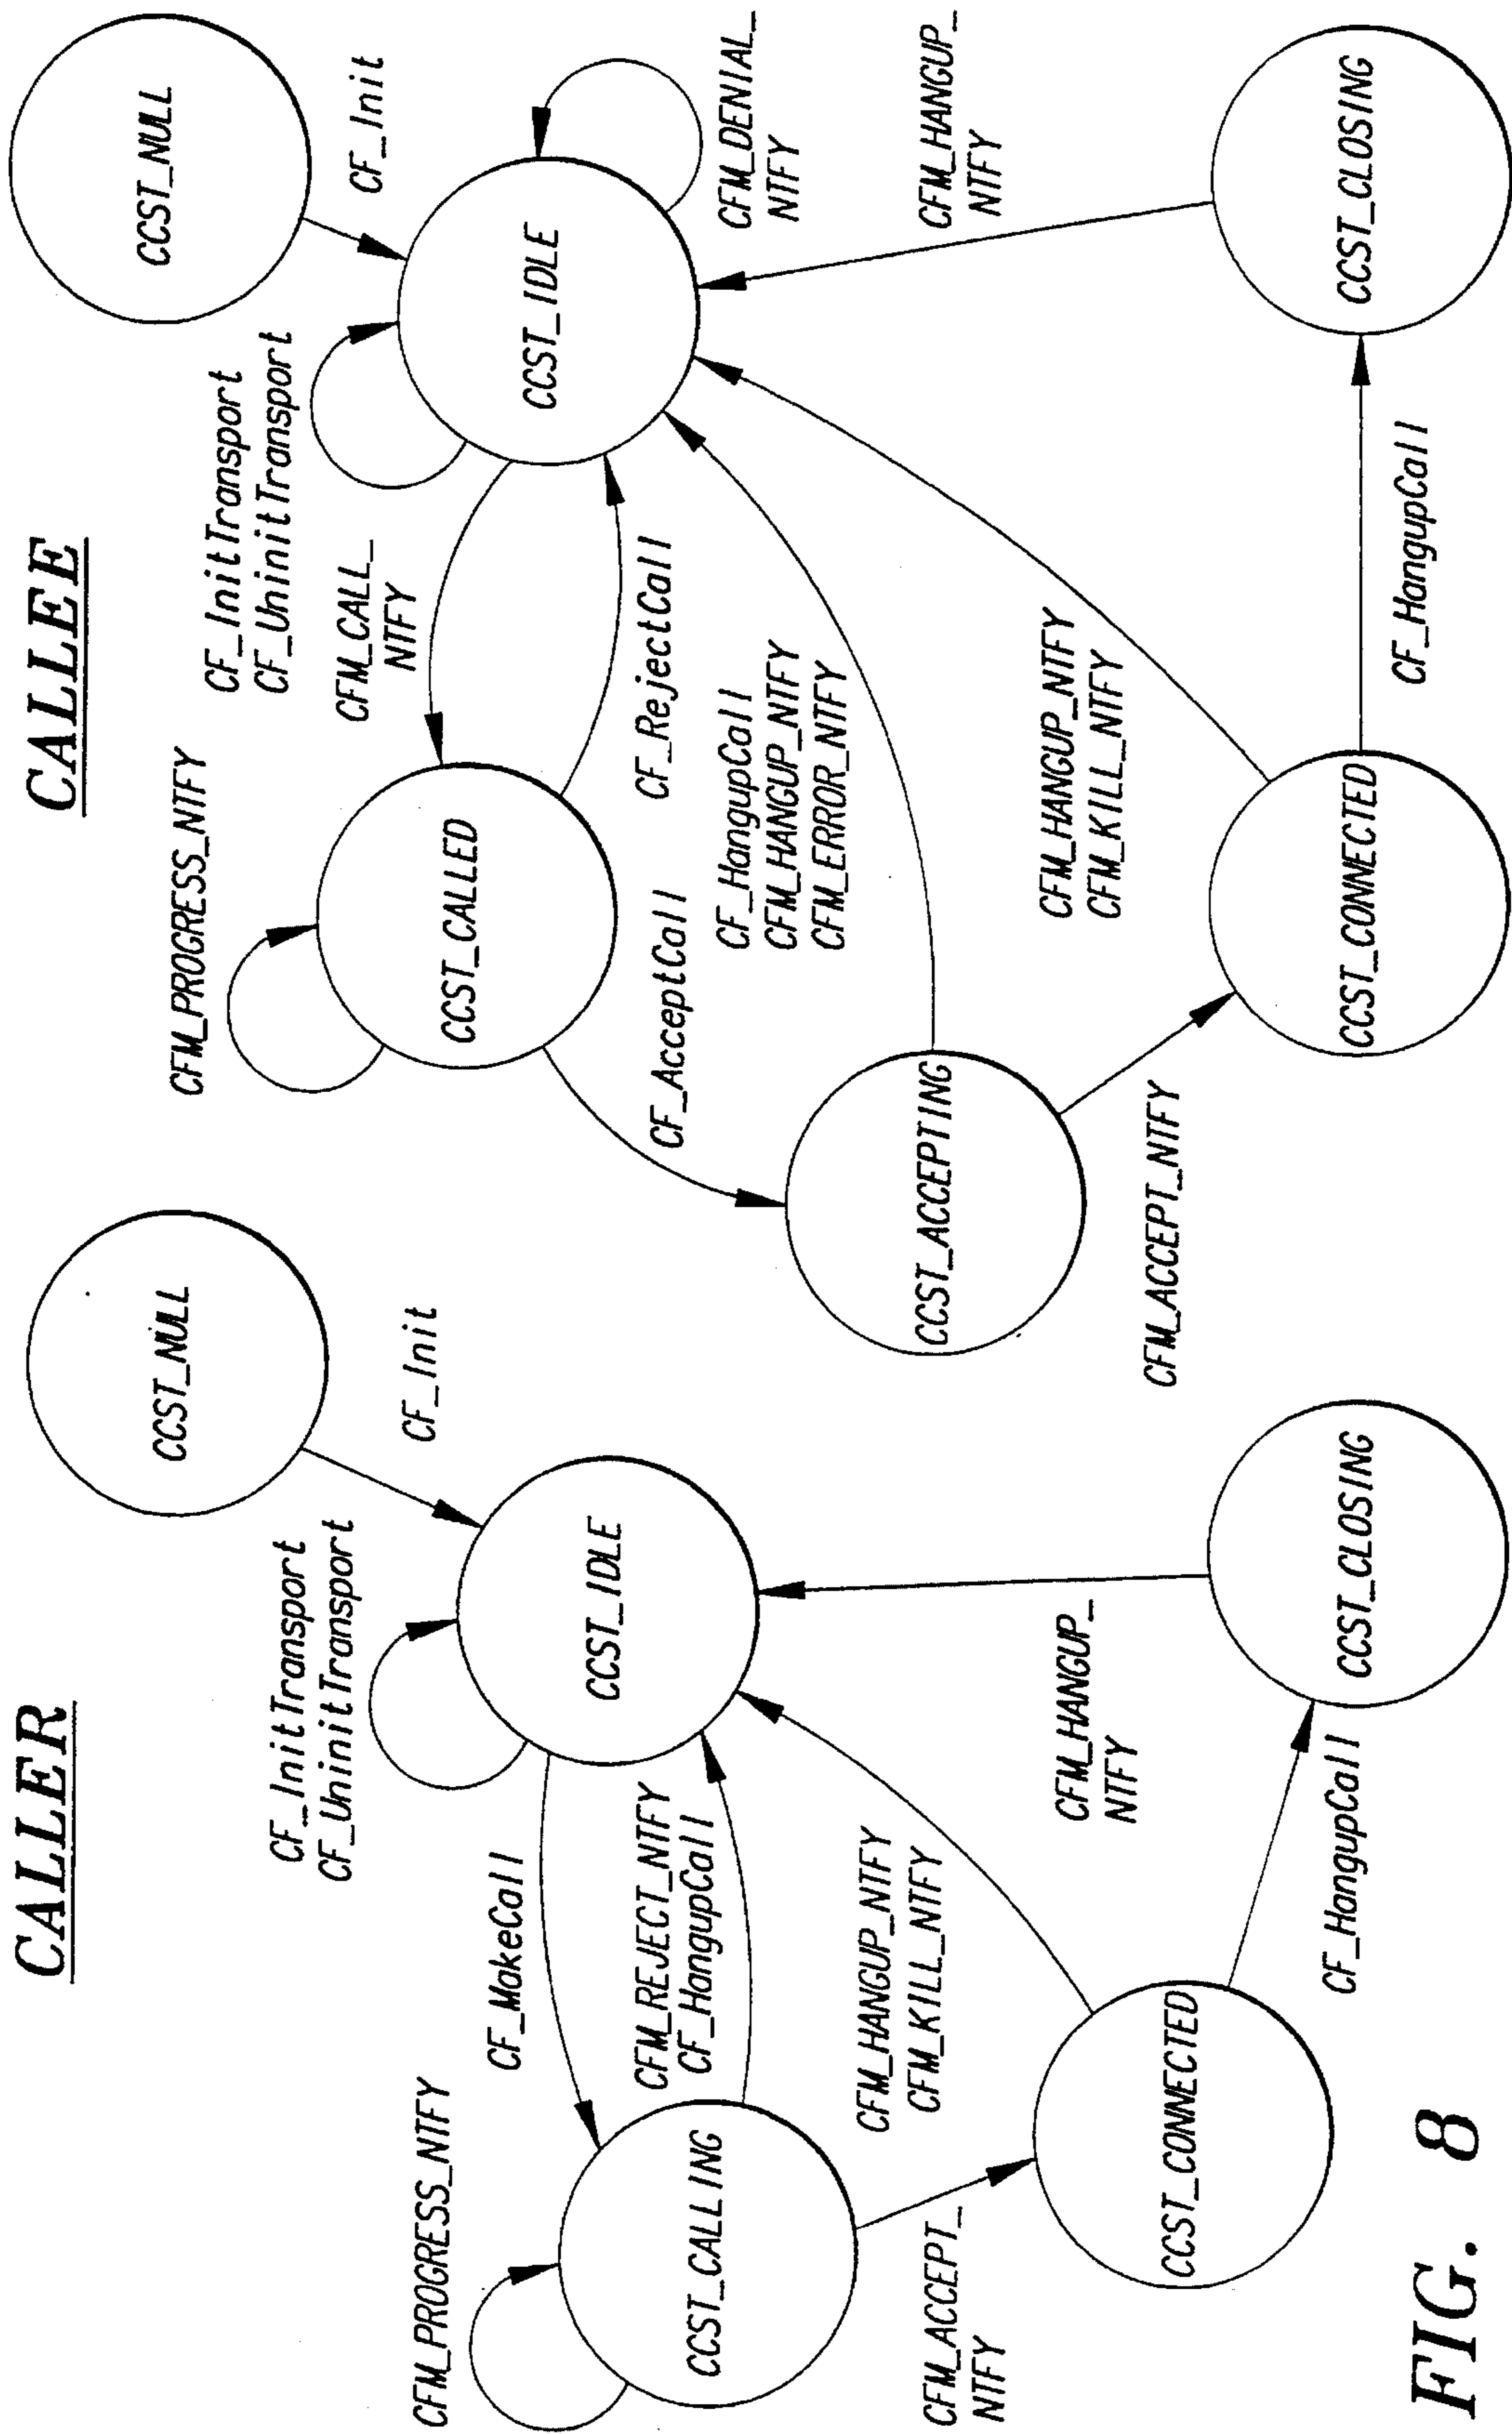 CALLER
CCST_NULL
CF_Init
CF_InitTransport
CF_UninitTransport
CCST_IDLE
CF_MakeCall
CFM_PROGRESS_NTFY
CFM_REJECT_NTFY
CF_HangupCall
CCST_CALLING
CFM_HANGUP_NTFY
CFM_KILL_NTFY
CFM_ACCEPT_
NTFY
CFM_HANGUP_
NTFY
CCST_CONNECTED
CF_HangupCall
CCST_CLOSING
CALLEE
CCST_NULL
CF_Init
CF_InitTransport
CF_UninitTransport
CFM_CALL_
NTFY
CFM_PROGRESS_NTFY
CCST_IDLE
CFM_DENIAL_
NTFY
CCST_CALLED
CF_RejectCall
CF_AcceptCall
CF_HangupCall
CFM_HANGUP_NTFY
CFM_ERROR_NTFY
CFM_HANGUP_
NTFY
CCST_ACCEPTING
CFM_HANGUP_NTFY
CFM_KILL_NTFY
CFM_ACCEPT_NTFY
CCST_CONNECTED
CF_HangupCall
CCST_CLOSING
FIG. 8